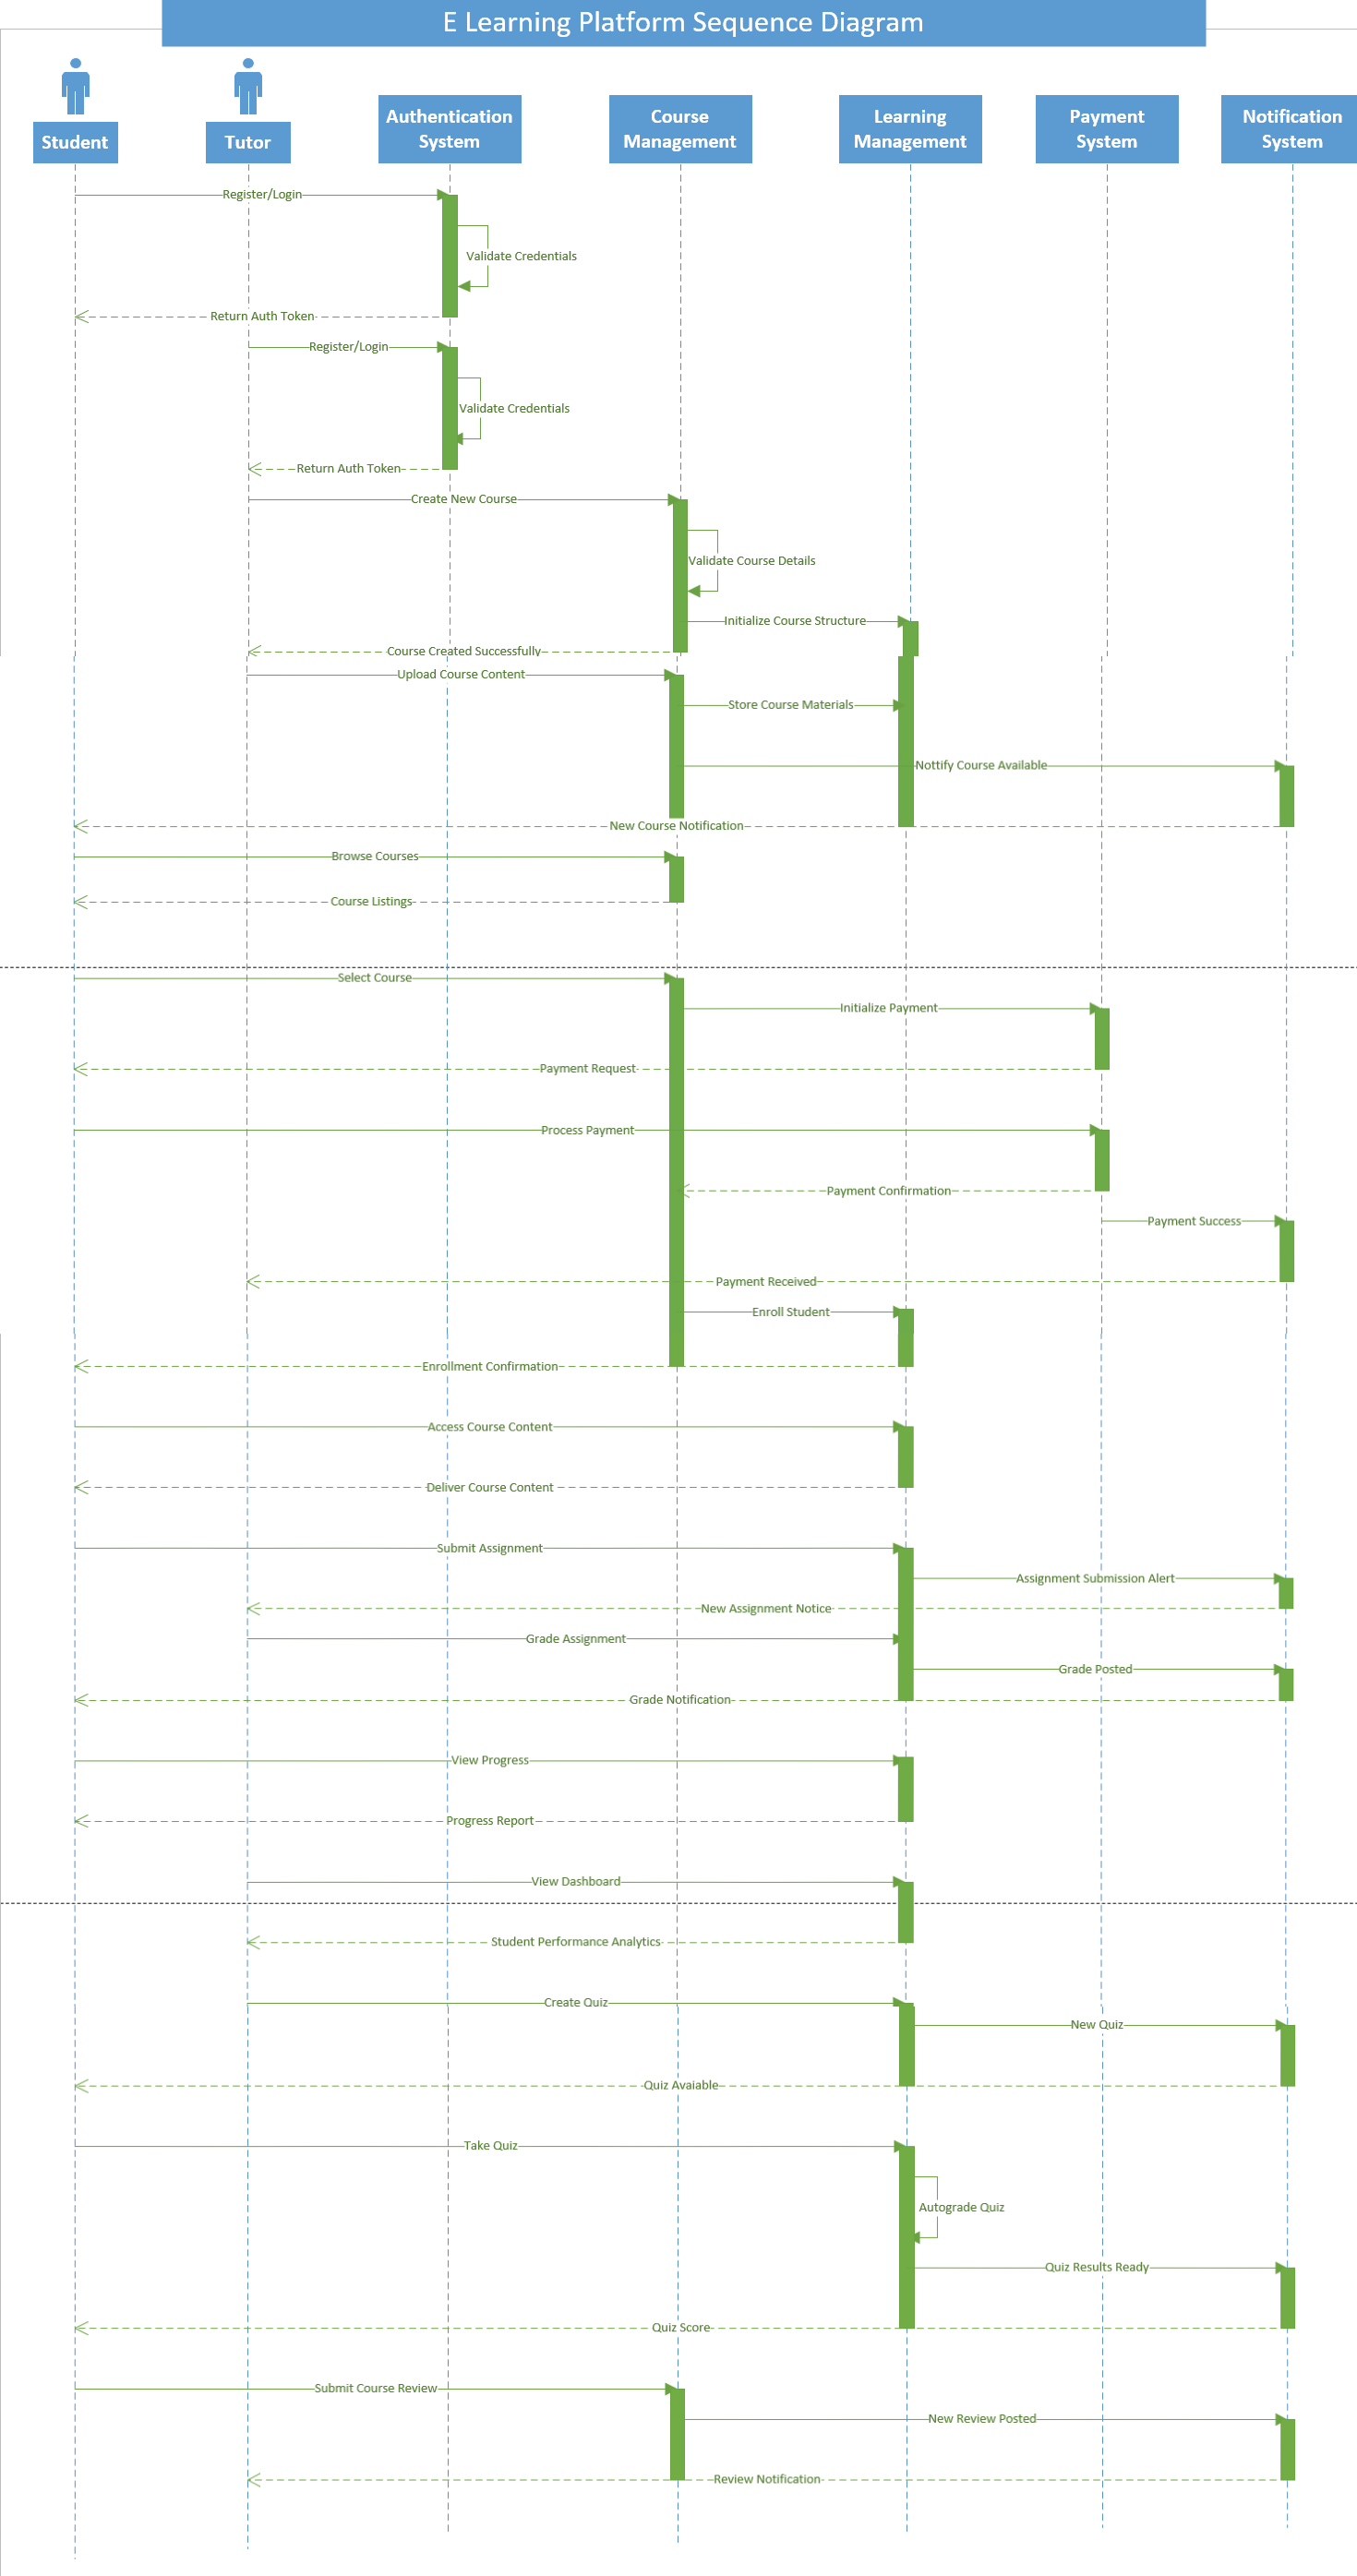 E Learning Platform Sequence Diagram
Student
Tutor
Authentication
System
Course
Management
Learning
Management
Payment
System
Notification
System
Register/Login
Validate Credentials
Return Auth Token
Register/Login
Validate Credentials
Return Auth Token
Create New Course
Validate Course Details
Initialize Course Structure
Course Created Successfully
Upload Course Content
Store Course Materials
Nottify Course Available
New Course Notification
Browse Courses
Course Listings
Select Course
Initialize Payment
Payment Request
Process Payment
Payment Confirmation
Payment Success
Payment Received
Enroll Student
Enrollment Confirmation
Access Course Content
Deliver Course Content
Submit Assignment
Assignment Submission Alert
New Assignment Notice
Grade Assignment
Grade Posted
Grade Notification
View Progress
Progress Report
View Dashboard
Student Performance Analytics
Create Quiz
New Quiz
Quiz Avaiable
Take Quiz
Autograde Quiz
Quiz Results Ready
Quiz Score
Submit Course Review
New Review Posted
Review Notification